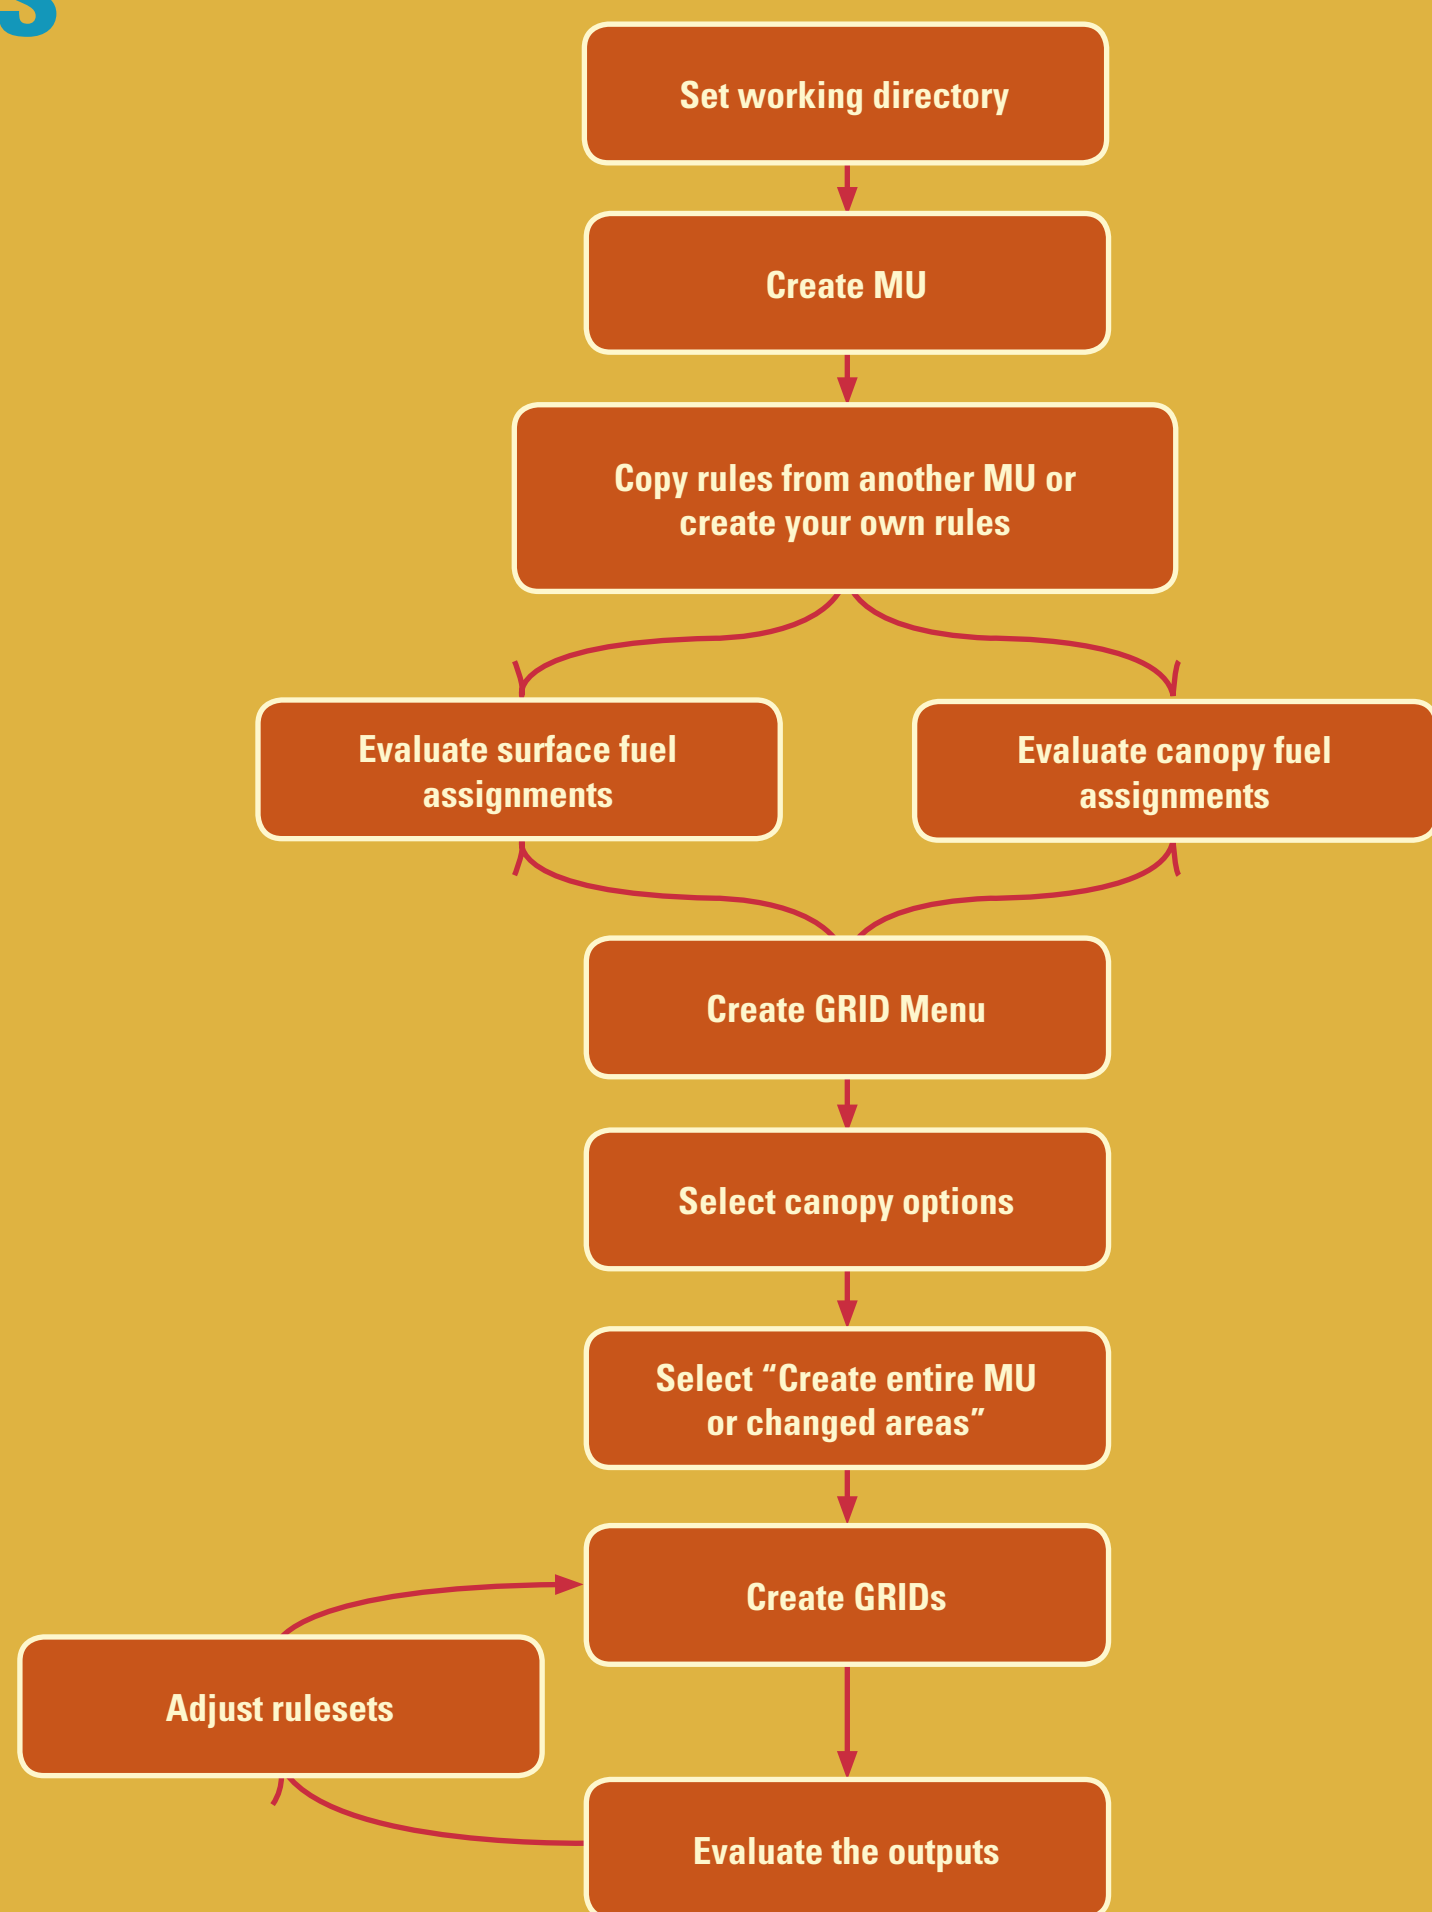 s
Set working directory
Create MU
Copy rules from another MU or
create your own rules
Evaluate surface fuel
assignments
Evaluate canopy fuel
assignments
Create GRID Menu
Select canopy options
Select “Create entire MU
or changed areas”
Create GRIDs
Adjust rulesets
Evaluate the outputs